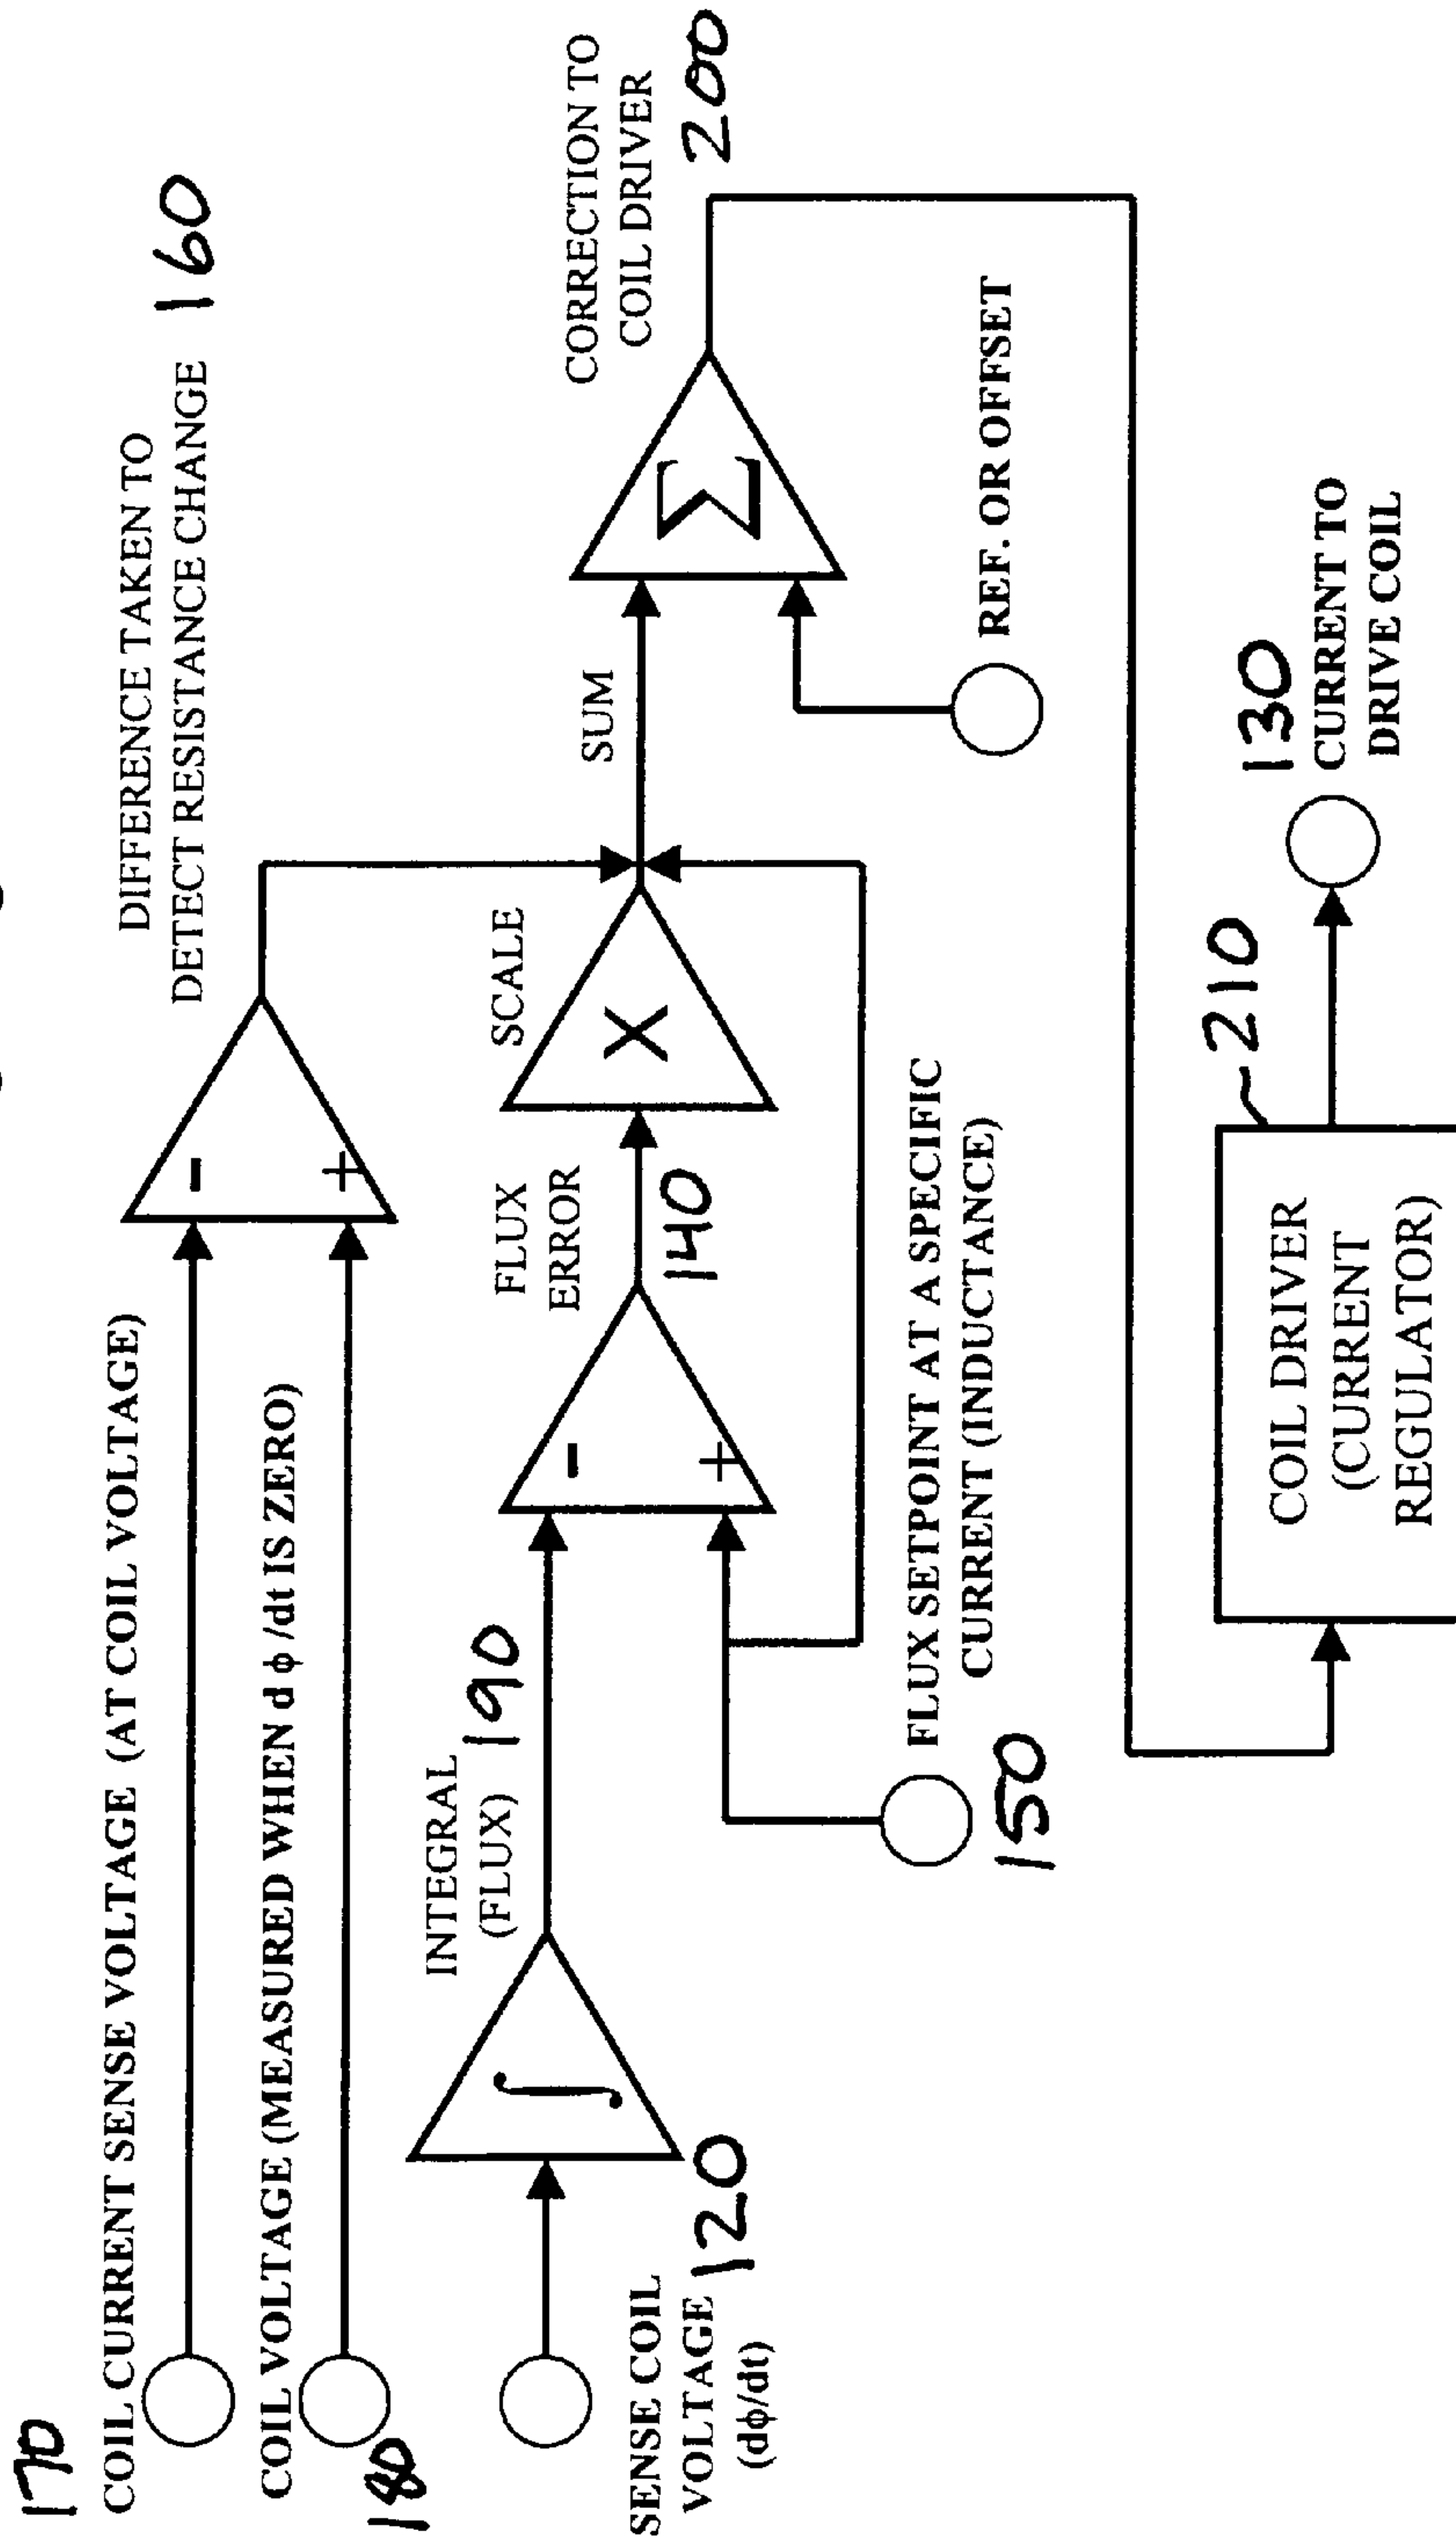 170
COIL CURRENT SENSE VOLTAGE (AT COIL VOLTAGE)
COIL VOLTAGE (MEASURED WHEN d ϕ /dt IS ZERO)
180
-
+
DIFFERENCE TAKEN TO
DETECT RESISTANCE CHANGE 160
SENSE COIL
VOLTAGE 120
(dϕ/dt)
∫
INTEGRAL
(FLUX) 190
-
+
FLUX
ERROR
140
SCALE
X
SUM
Σ
CORRECTION TO
COIL DRIVER
200
150
FLUX SETPOINT AT A SPECIFIC
CURRENT (INDUCTANCE)
REF. OR OFFSET
COIL DRIVER
(CURRENT
REGULATOR)
210
130
CURRENT TO
DRIVE COIL